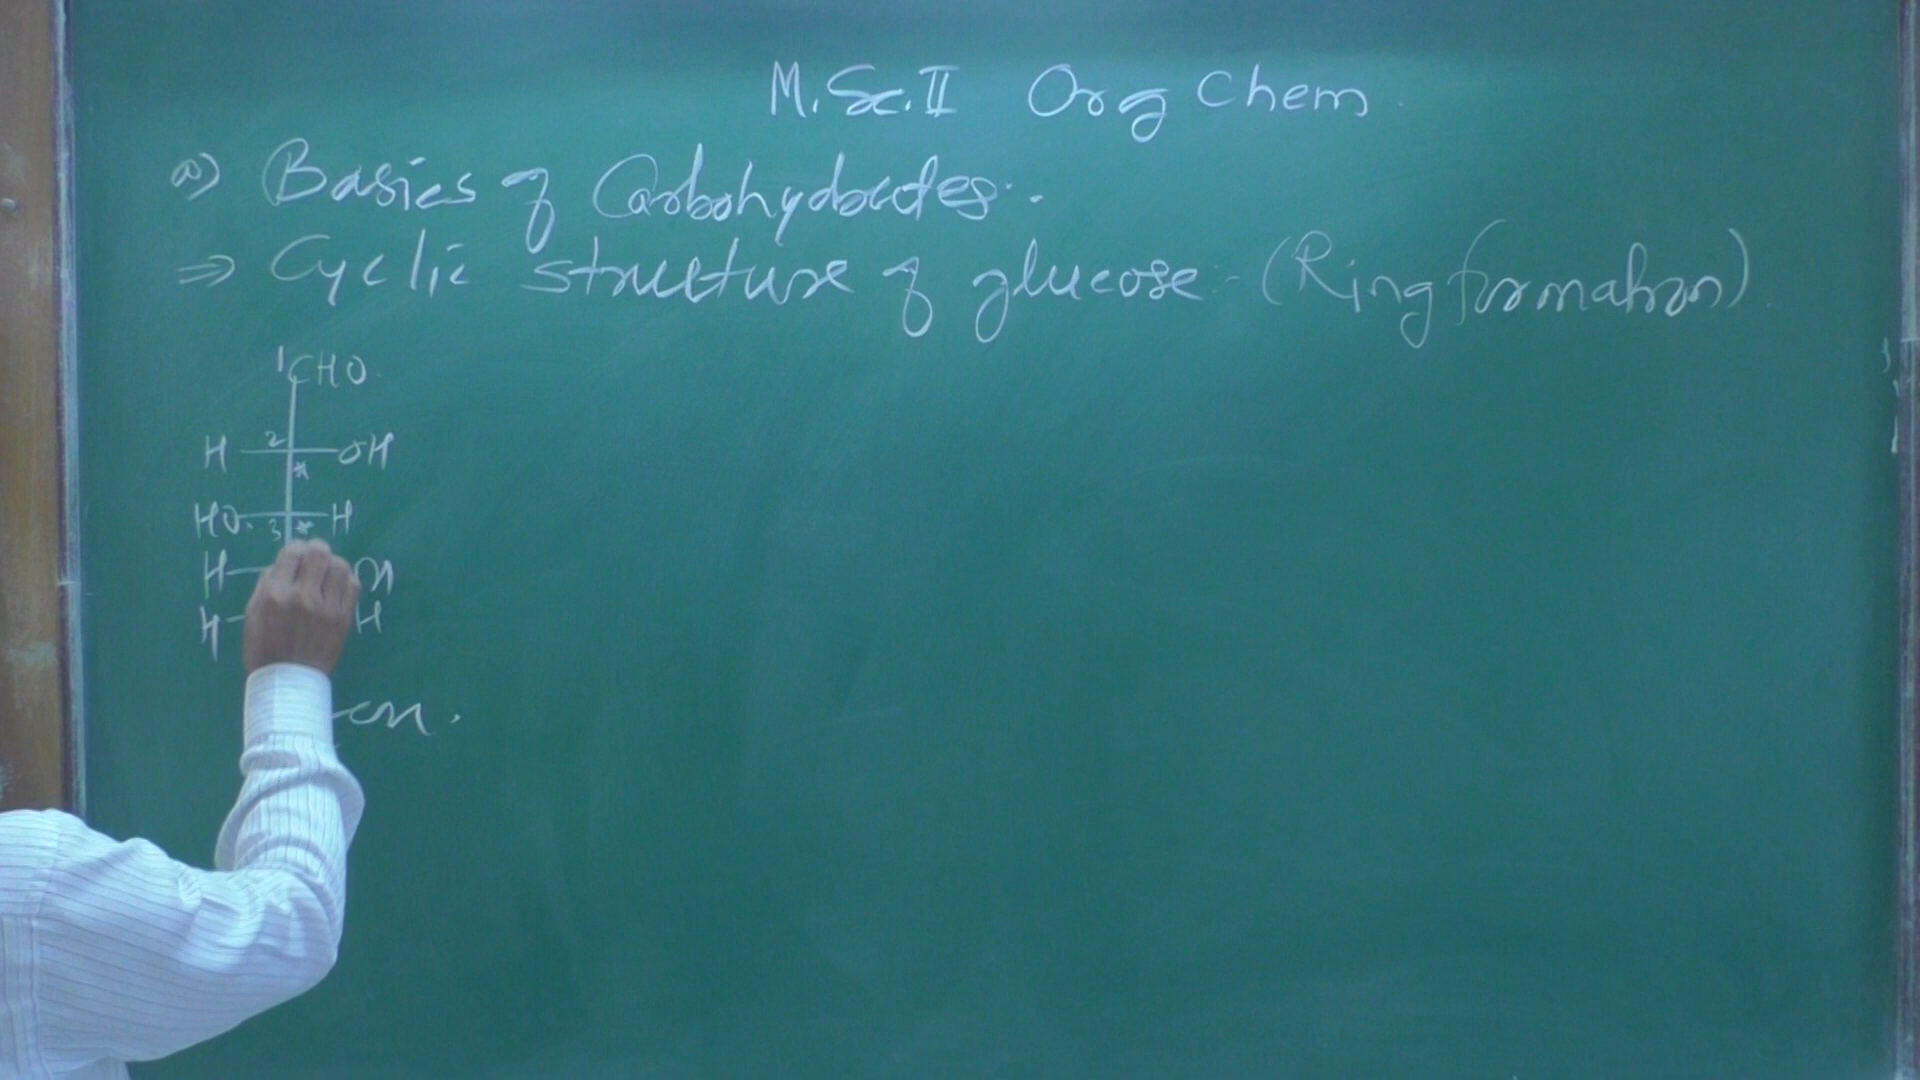 M.Sc.II Org Chem
a) Basics of Carbohydrates:-
⇒ Cyclic structure of glucose:- (Ring formation)
1CHO
H 2 * OH
HO 3 * H
H
H H